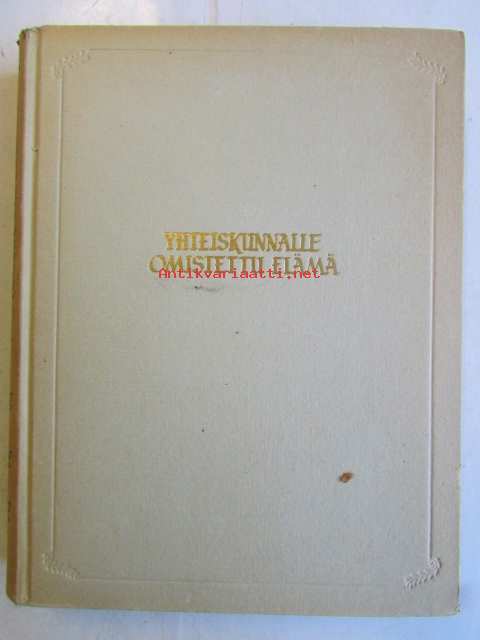 YHTEISKUNNALLE
OMISTETTU ELÄMÄ
Antikvariaatti.net